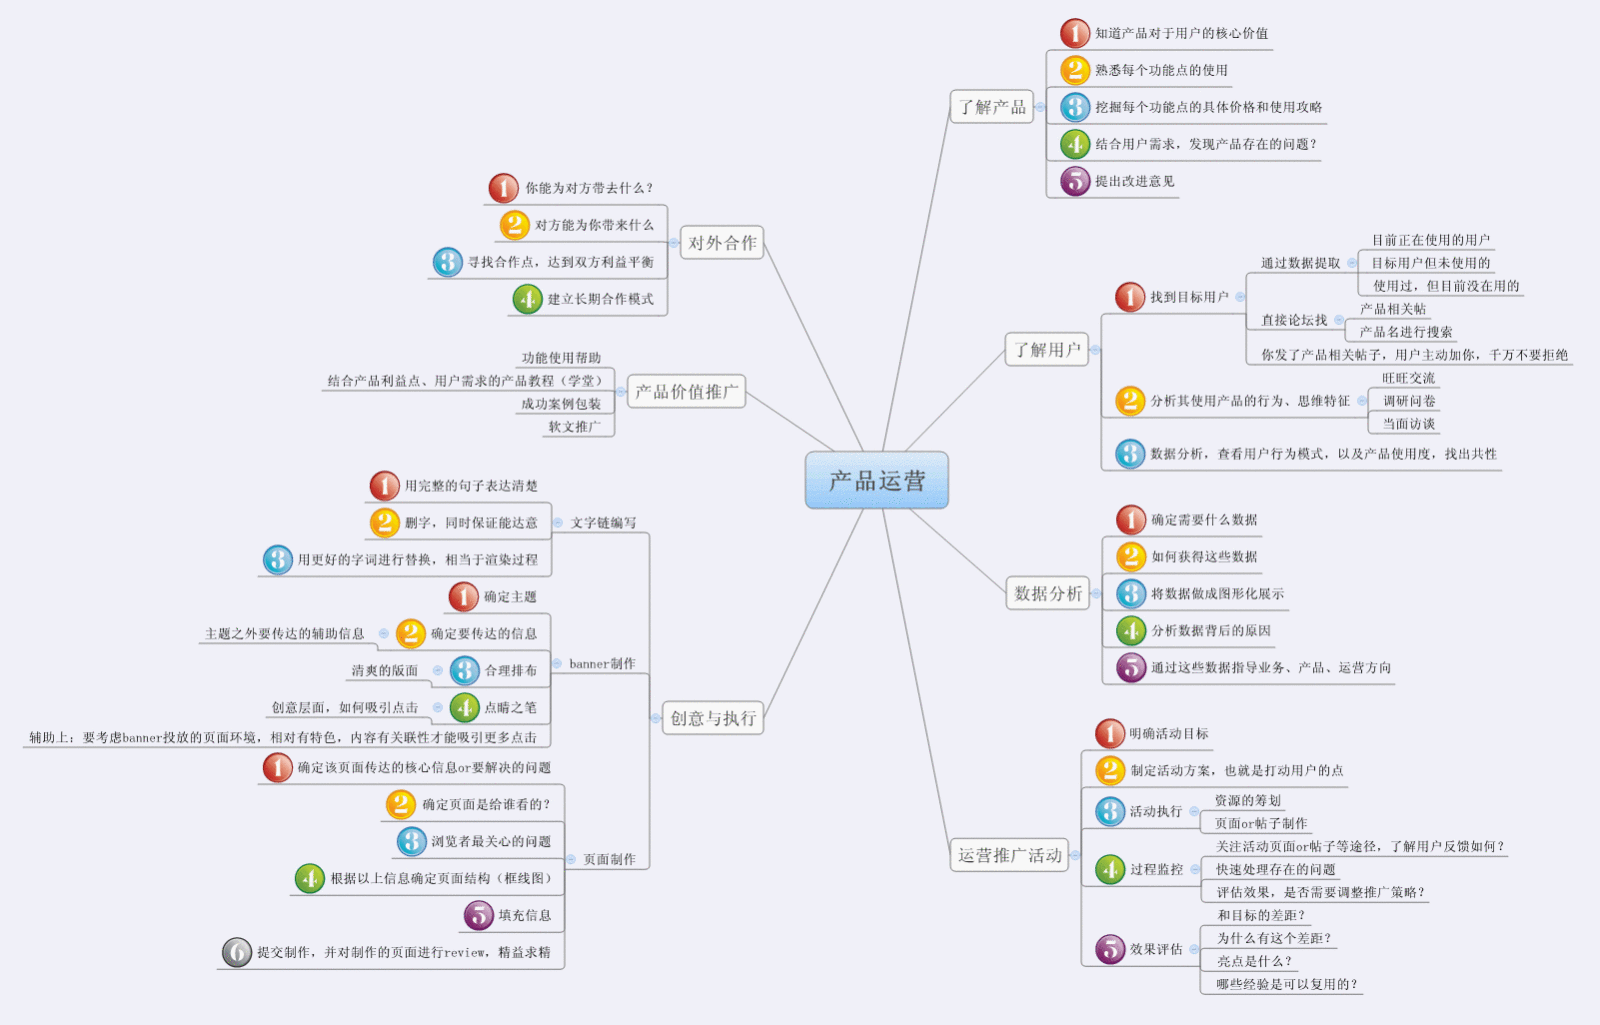 产品运营
了解产品
1 知道产品对于用户的核心价值
2 熟悉每个功能点的使用
3 挖掘每个功能点的具体价格和使用攻略
4 结合用户需求，发现产品存在的问题？
5 提出改进意见
了解用户
1 找到目标用户
通过数据提取
目前正在使用的用户
目标用户但未使用的
使用过，但目前没在用的
直接论坛找
产品相关帖
产品名进行搜索
你发了产品相关帖子，用户主动加你，千万不要拒绝
2 分析其使用产品的行为、思维特征
旺旺交流
调研问卷
当面访谈
3 数据分析，查看用户行为模式，以及产品使用度，找出共性
数据分析
1 确定需要什么数据
2 如何获得这些数据
3 将数据做成图形化展示
4 分析数据背后的原因
5 通过这些数据指导业务、产品、运营方向
运营推广活动
1 明确活动目标
2 制定活动方案，也就是打动用户的点
3 活动执行
资源的筹划
页面or帖子制作
4 过程监控
关注活动页面or帖子等途径，了解用户反馈如何？
快速处理存在的问题
评估效果，是否需要调整推广策略？
5 效果评估
和目标的差距？
为什么有这个差距？
亮点是什么？
哪些经验是可以复用的？
对外合作
1 你能为对方带去什么？
2 对方能为你带来什么
3 寻找合作点，达到双方利益平衡
4 建立长期合作模式
产品价值推广
功能使用帮助
结合产品利益点、用户需求的产品教程（学堂）
成功案例包装
软文推广
创意与执行
文字链编写
1 用完整的句子表达清楚
2 删字，同时保证能达意
3 用更好的字词进行替换，相当于渲染过程
banner制作
1 确定主题
2 确定要传达的信息
主题之外要传达的辅助信息
3 合理排布
清爽的版面
4 点睛之笔
创意层面，如何吸引点击
辅助上：要考虑banner投放的页面环境，相对有特色，内容有关联性才能吸引更多点击
页面制作
1 确定该页面传达的核心信息or要解决的问题
2 确定页面是给谁看的？
3 浏览者最关心的问题
4 根据以上信息确定页面结构（框线图）
5 填充信息
6 提交制作，并对制作的页面进行review，精益求精